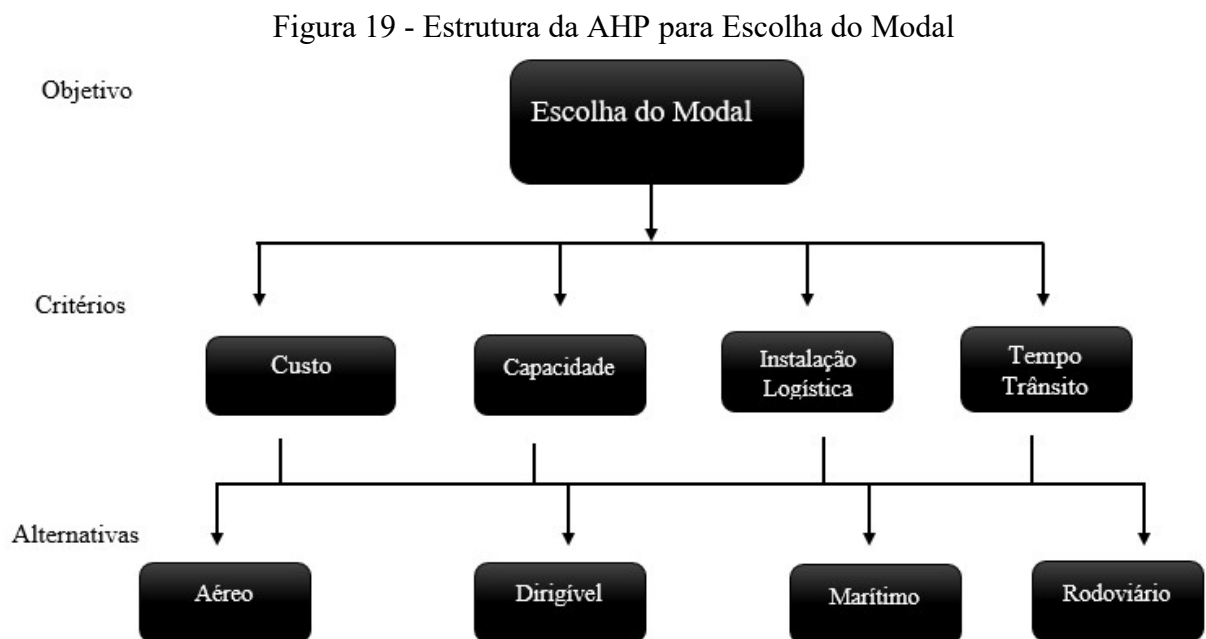 Figura 19 - Estrutura da AHP para Escolha do Modal
Objetivo
Escolha do Modal
Critérios
Custo
Capacidade
Instalação
Logística
Tempo
Trânsito
Alternativas
Aéreo
Dirigível
Marítimo
Rodoviário